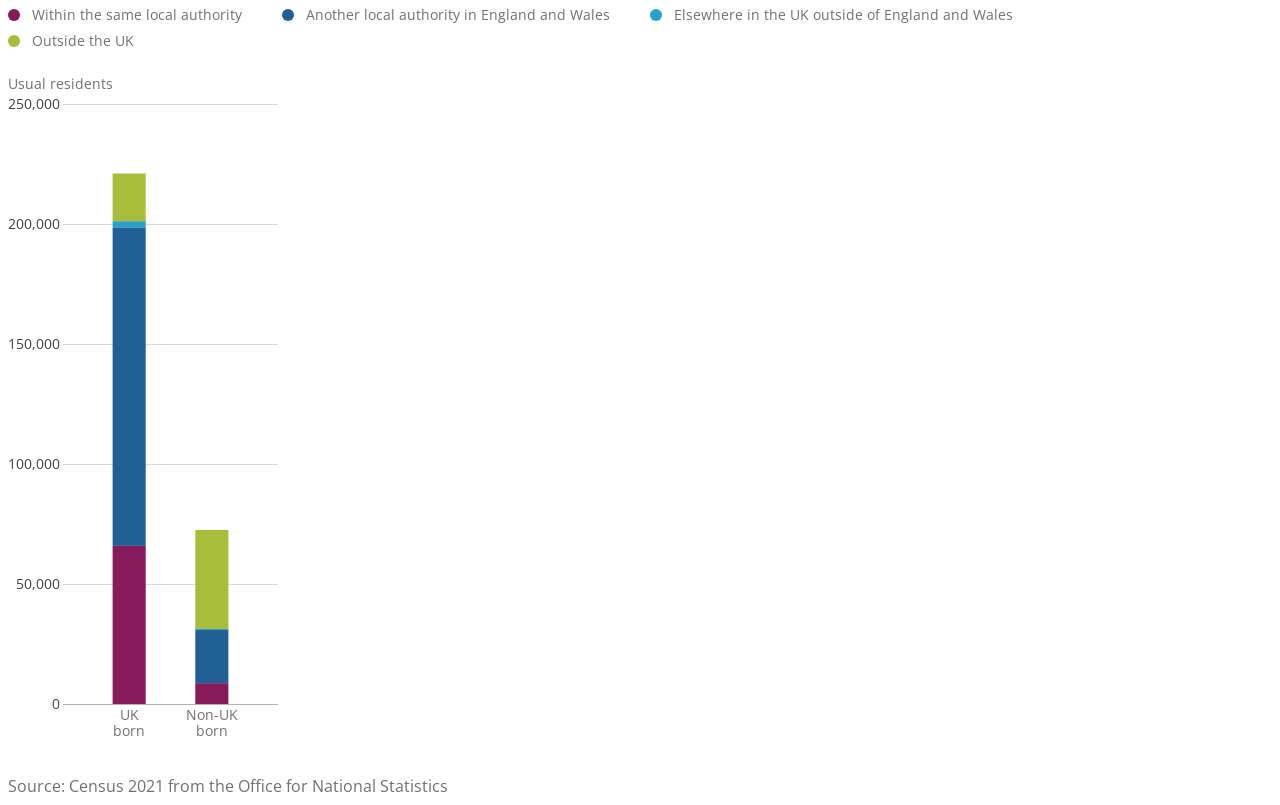 Within the same local authority
Another local authority in England and Wales
Elsewhere in the UK outside of England and Wales
Outside the UK
Usual residents
250,000
200,000
150,000
100,000
50,000
0
UK
born
Non-UK
born
Source: Census 2021 from the Office for National Statistics